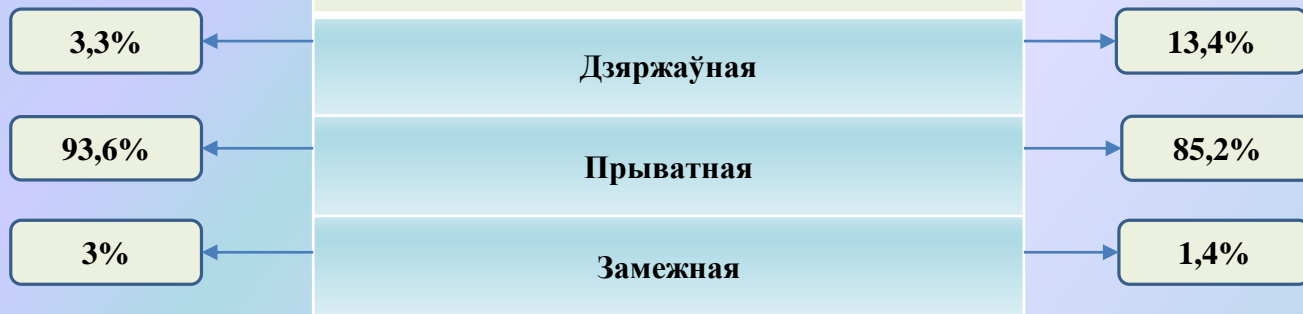 3,3%
Дзяржаўная
13,4%
93,6%
Прыватная
85,2%
3%
Замежная
1,4%